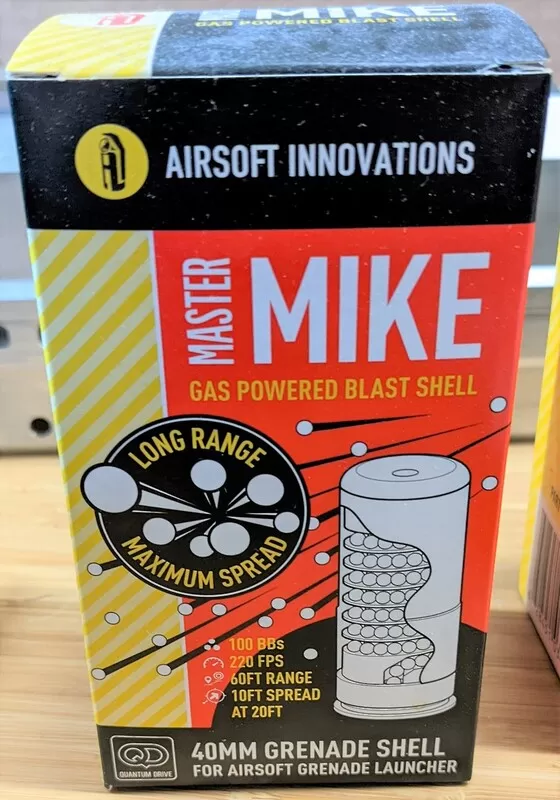 MIKE
GAS POWERED BLAST SHELL
AIRSOFT INNOVATIONS
MASTER
MIKE
GAS POWERED BLAST SHELL
LONG RANGE
MAXIMUM SPREAD
100 BBs
220 FPS
60FT RANGE
10FT SPREAD
AT 20FT
QD
QUANTUM DRIVE
40MM GRENADE SHELL
FOR AIRSOFT GRENADE LAUNCHER